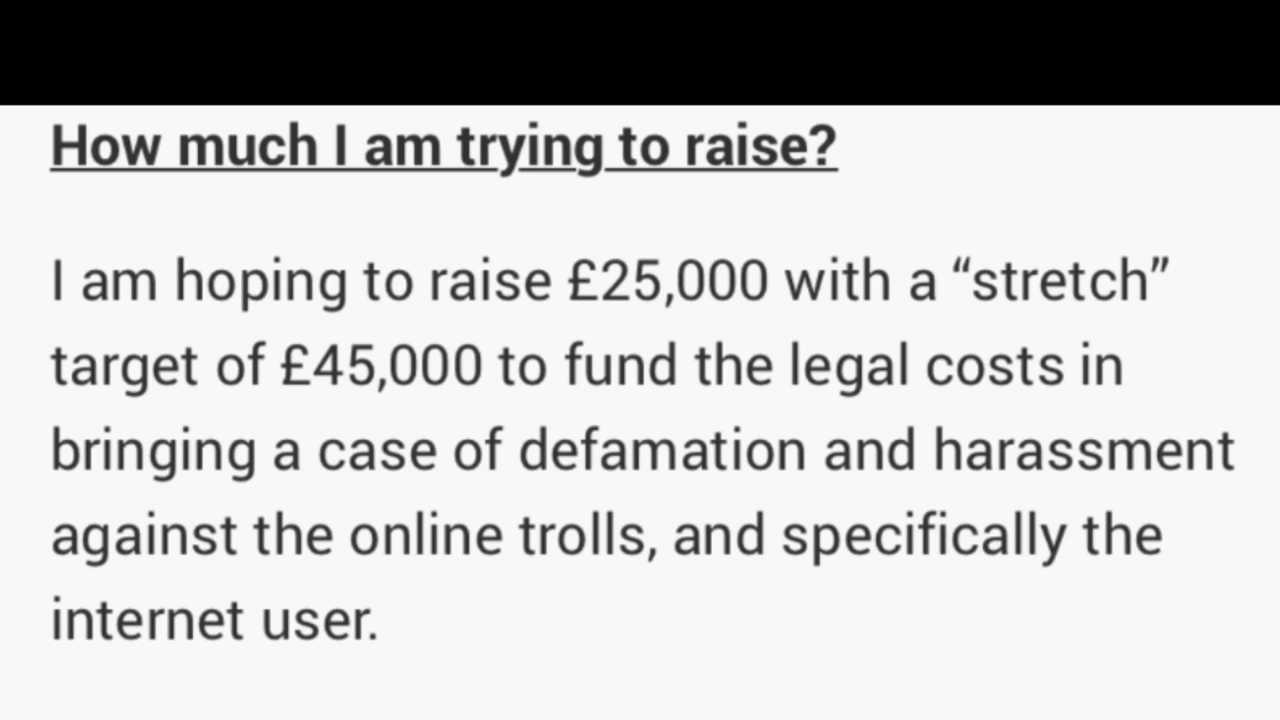 How much I am trying to raise?
I am hoping to raise £25,000 with a “stretch”
target of £45,000 to fund the legal costs in
bringing a case of defamation and harassment
against the online trolls, and specifically the
internet user.